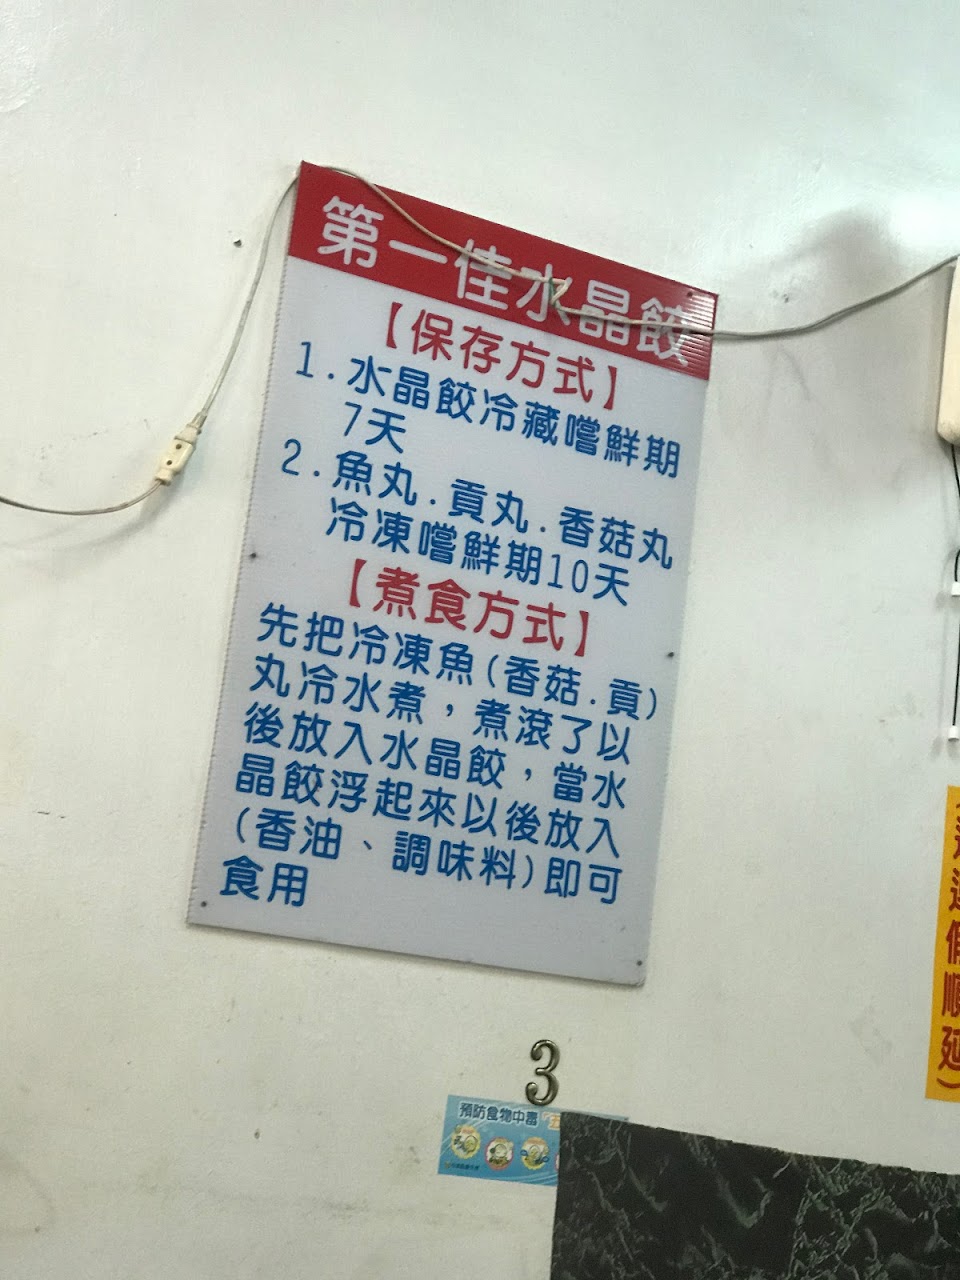 第一佳水晶餃
【保存方式】
1.水晶餃冷藏嚐鮮期
7天
2.魚丸.貢丸.香菇丸
冷凍嚐鮮期10天
【煮食方式】
先把冷凍魚(香菇.貢)
丸冷水煮，煮滾了以
後放入水晶餃，當水
晶餃浮起來以後放入
(香油、調味料)即可
食用
3
預防食物中毒
順延)